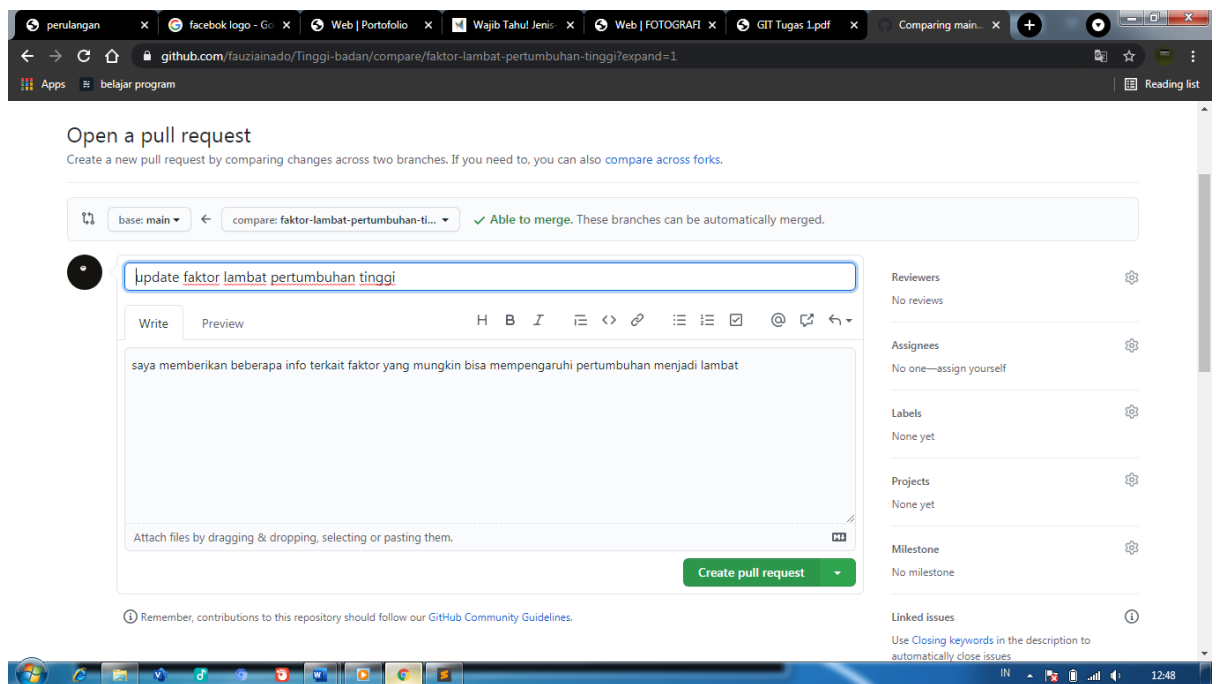 perulangan
facebok logo - Go
Web | Portofolio
Wajib Tahu! Jenis-
Web | FOTOGRAFI
GIT Tugas 1.pdf
Comparing main...
github.com/fauziainado/Tinggi-badan/compare/faktor-lambat-pertumbuhan-tinggi?expand=1
Apps
belajar program
Reading list
Open a pull request
Create a new pull request by comparing changes across two branches. If you need to, you can also compare across forks.
base: main
compare: faktor-lambat-pertumbuhan-ti...
Able to merge. These branches can be automatically merged.
update faktor lambat pertumbuhan tinggi
Write
Preview
H B I
saya memberikan beberapa info terkait faktor yang mungkin bisa mempengaruhi pertumbuhan menjadi lambat
Attach files by dragging & dropping, selecting or pasting them.
Create pull request
Remember, contributions to this repository should follow our GitHub Community Guidelines.
Reviewers
No reviews
Assignees
No one—assign yourself
Labels
None yet
Projects
None yet
Milestone
No milestone
Linked issues
Use Closing keywords in the description to
automatically close issues
IN
12:48